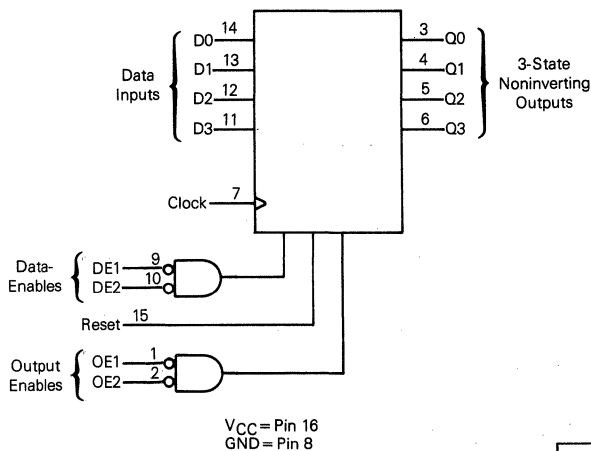 Data
Inputs
D0 14
D1 13
D2 12
D3 11
3 Q0
4 Q1
5 Q2
6 Q3
3-State
Noninverting
Outputs
Clock 7
Data-
Enables
DE1 9
DE2 10
Reset 15
Output
Enables
OE1 1
OE2 2
VCC = Pin 16
GND = Pin 8